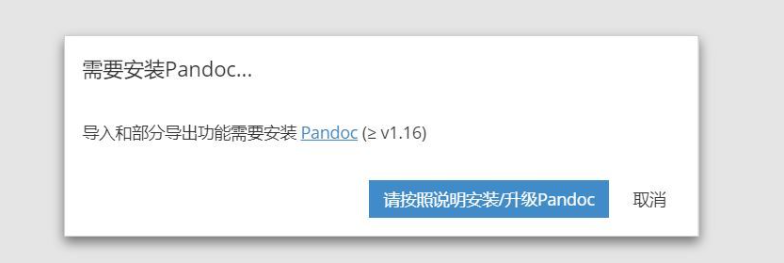 需要安装Pandoc...
导入和部分导出功能需要安装 Pandoc (≥ v1.16)
请按照说明安装/升级Pandoc 取消